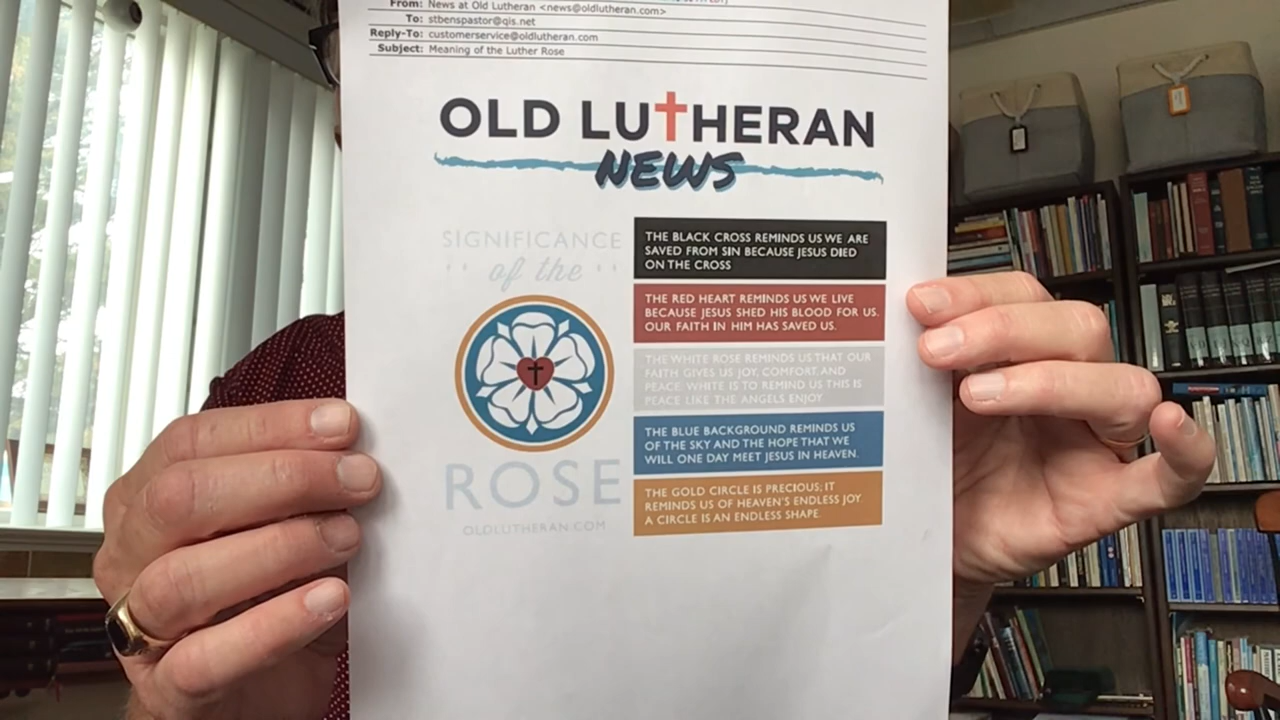 From: News at Old Lutheran <news@oldlutheran.com>
To: stbenspastor@qis.net
Reply-To: customerservice@oldlutheran.com
Subject: Meaning of the Luther Rose
OLD LUTHERAN
NEWS
SIGNIFICANCE
of the
ROSE
OLDLUTHERAN.COM
THE BLACK CROSS REMINDS US WE ARE
SAVED FROM SIN BECAUSE JESUS DIED
ON THE CROSS
THE RED HEART REMINDS US WE LIVE
BECAUSE JESUS SHED HIS BLOOD FOR US.
OUR FAITH IN HIM HAS SAVED US.
THE WHITE ROSE REMINDS US THAT OUR
FAITH GIVES US JOY, COMFORT, AND
PEACE. WHITE IS TO REMIND US THIS IS
PEACE LIKE THE ANGELS ENJOY.
THE BLUE BACKGROUND REMINDS US
OF THE SKY AND THE HOPE THAT WE
WILL ONE DAY MEET JESUS IN HEAVEN.
THE GOLD CIRCLE IS PRECIOUS; IT
REMINDS US OF HEAVEN'S ENDLESS JOY.
A CIRCLE IS AN ENDLESS SHAPE.